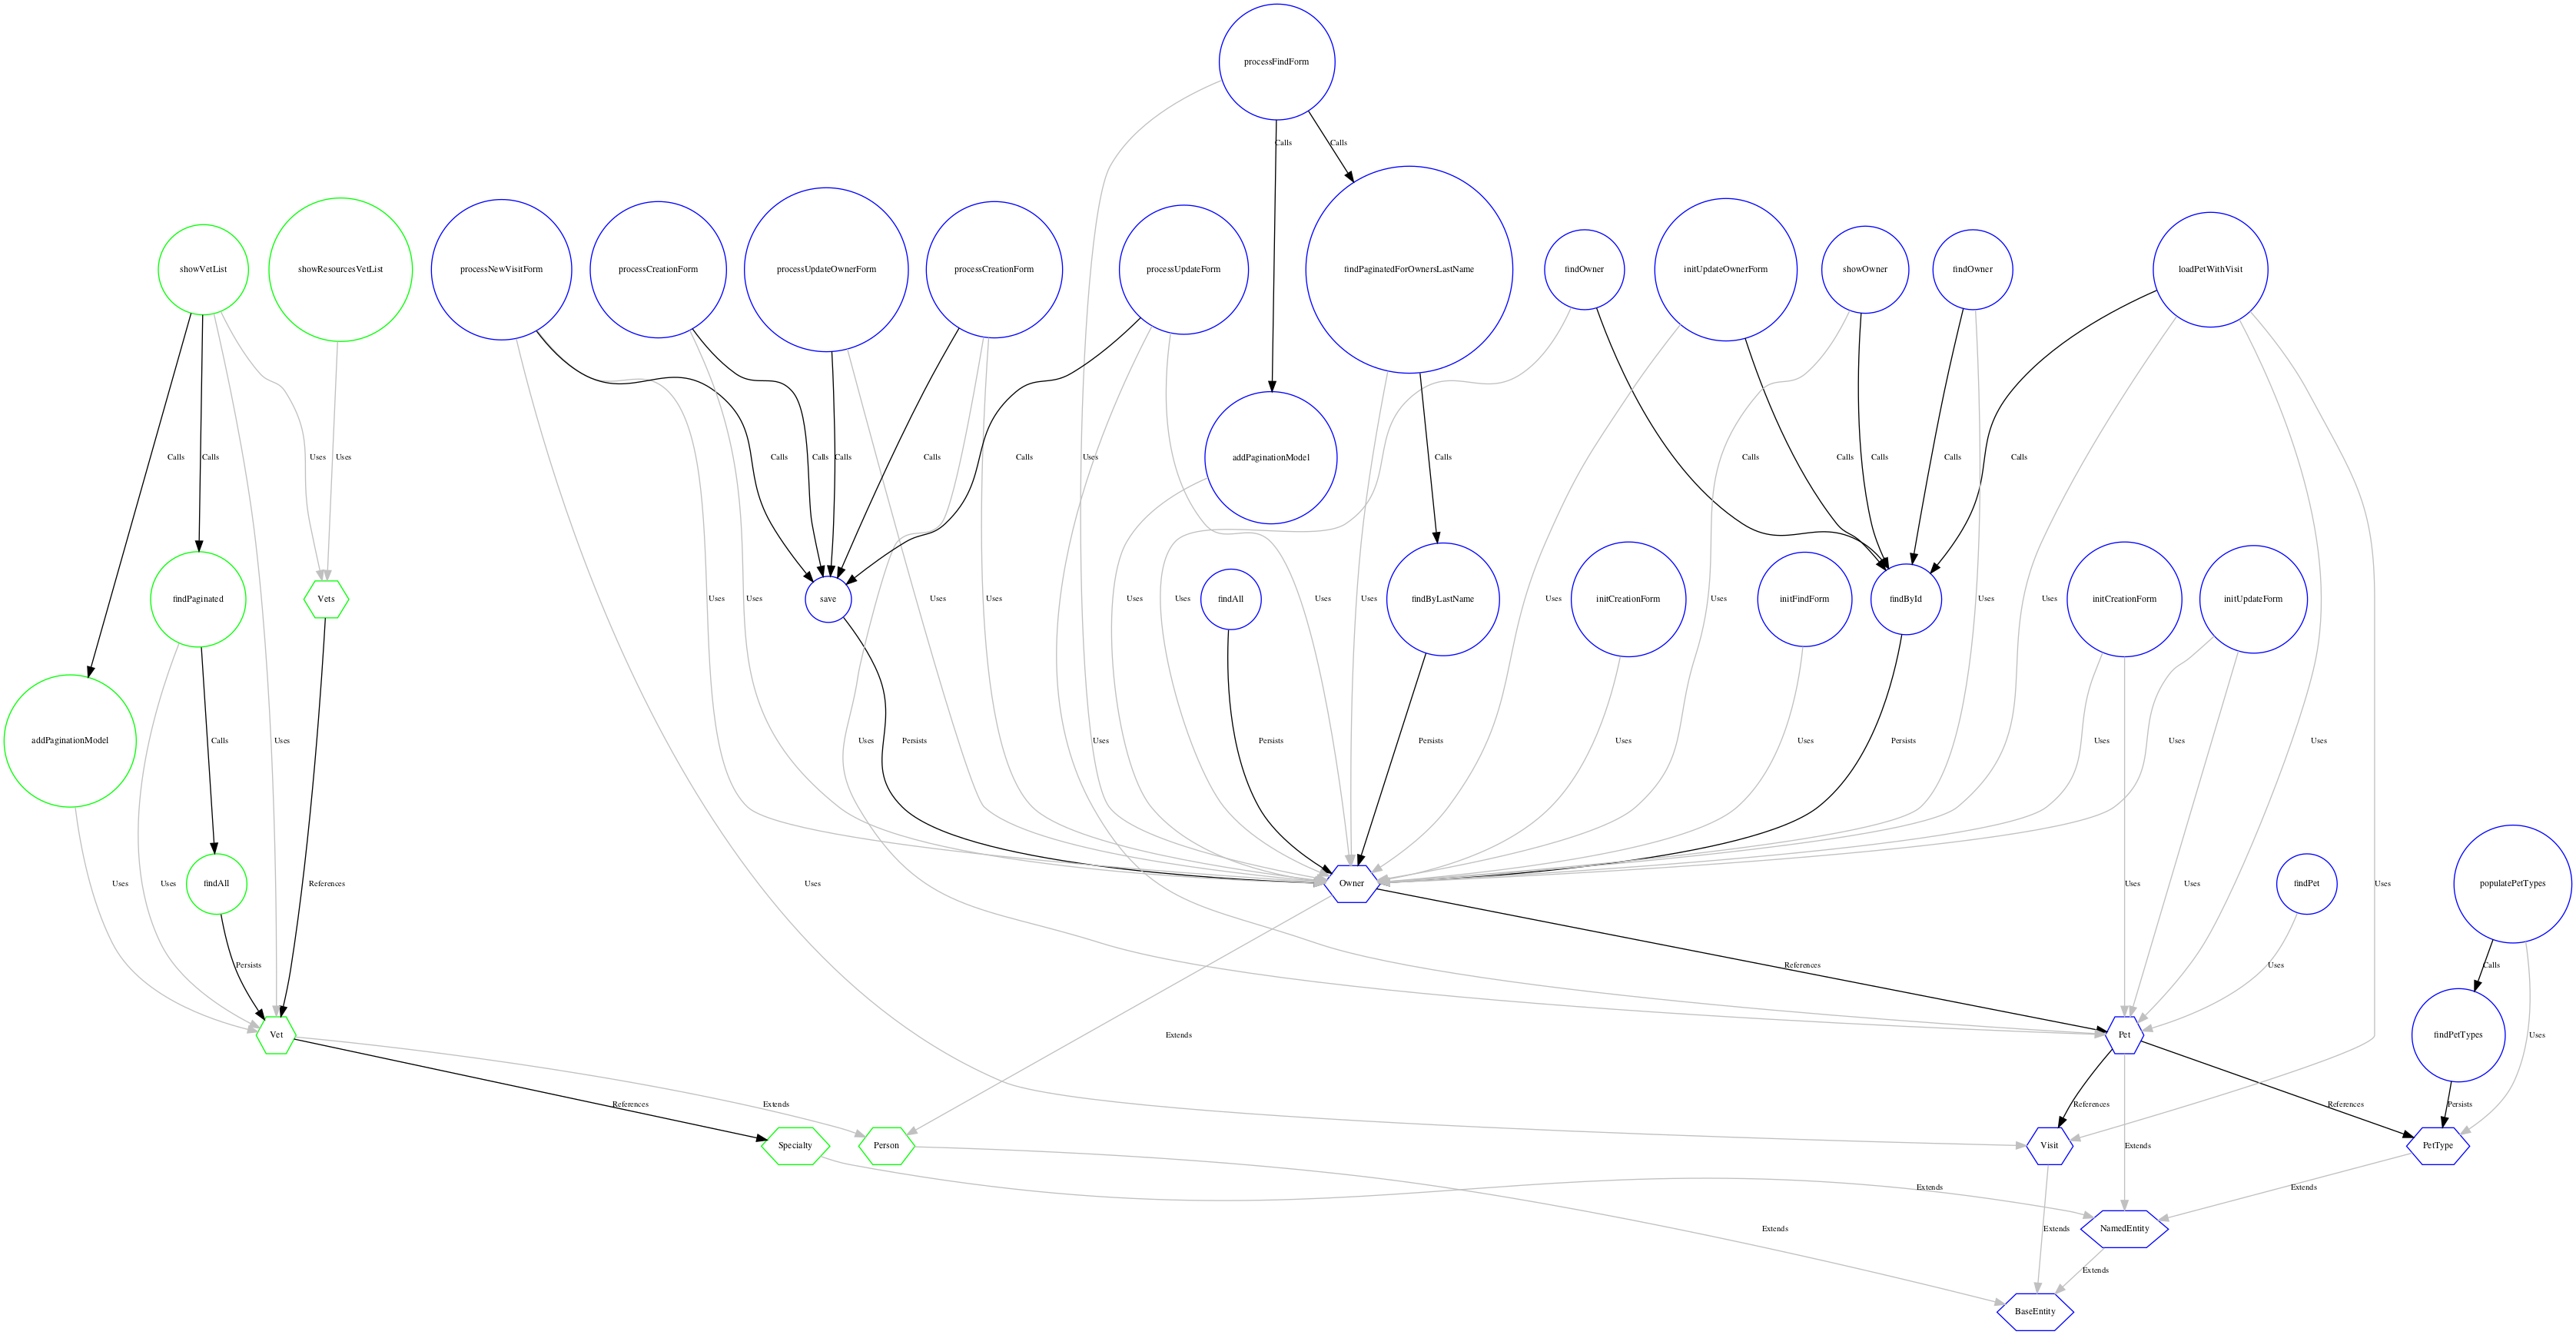 processFindForm
Calls
Calls
showVetList
showResourcesVetList
processNewVisitForm
processCreationForm
processUpdateOwnerForm
processCreationForm
processUpdateForm
findPaginatedForOwnersLastName
findOwner
initUpdateOwnerForm
showOwner
findOwner
loadPetWithVisit
Calls
Calls
Uses
Uses
Calls
Calls
Calls
Calls
Calls
Uses
addPaginationModel
Calls
Calls
Calls
Calls
Calls
Calls
findPaginated
Vets
Uses
Uses
save
Uses
Uses
Uses
Uses
findAll
Uses
Uses
findByLastName
Uses
initCreationForm
Uses
initFindForm
findById
Uses
Uses
initCreationForm
initUpdateForm
addPaginationModel
Calls
Uses
Uses
Persists
Uses
Persists
Persists
Uses
Uses
Persists
Uses
Uses
Uses
Uses
Uses
findAll
References
Uses
Owner
Uses
Uses
Uses
findPet
populatePetTypes
Persists
References
Uses
Calls
Vet
Extends
Pet
findPetTypes
Uses
References
Extends
References
References
Persists
Specialty
Person
Visit
Extends
PetType
Extends
Extends
Extends
Extends
NamedEntity
Extends
BaseEntity